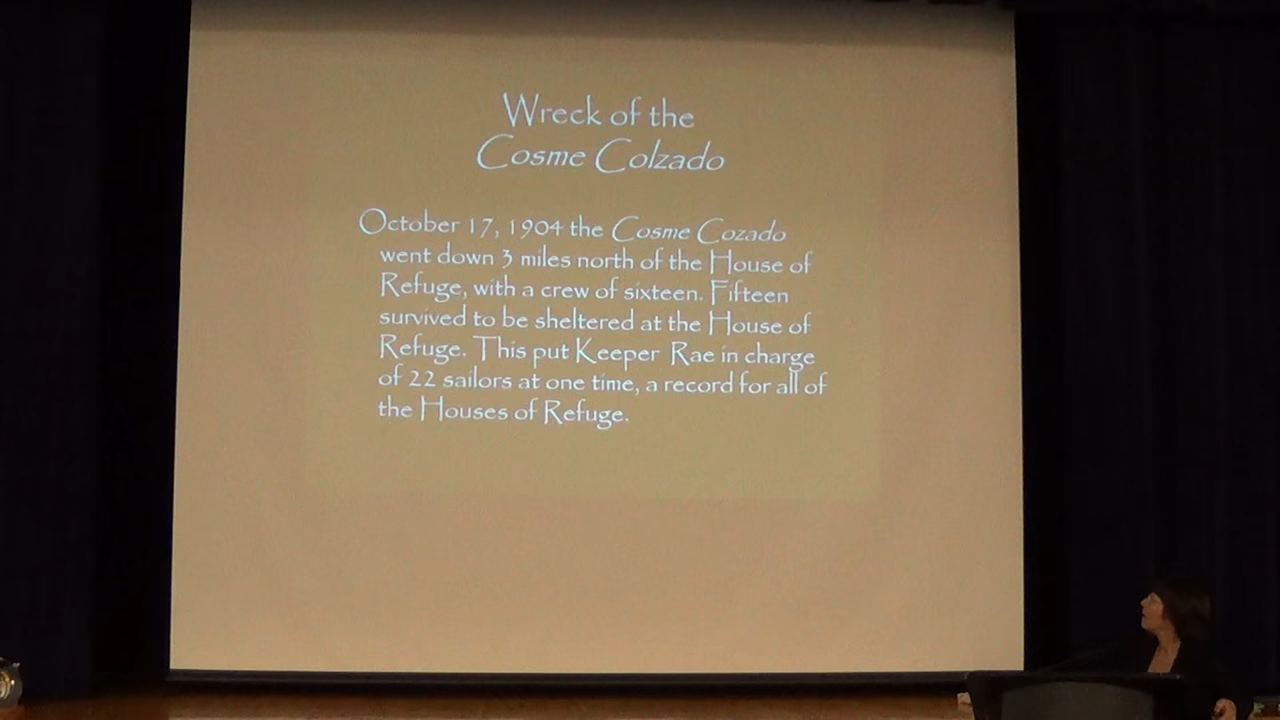 Wreck of the
Cosme Colzado
October 17, 1904 the Cosme Cozado
went down 3 miles north of the House of
Refuge, with a crew of sixteen. Fifteen
survived to be sheltered at the House of
Refuge. This put Keeper Rae in charge
of 22 sailors at one time, a record for all of
the Houses of Refuge.